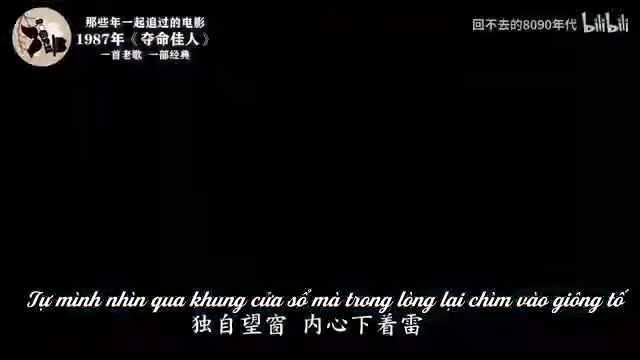 那些年一起追过的电影
1987年《夺命佳人》
一首老歌 一部经典
回不去的8090年代 bilibili
Tự mình nhìn qua khung cửa sổ mà trong lòng lại chìm vào giông tố
独自望窗 内心下着雷